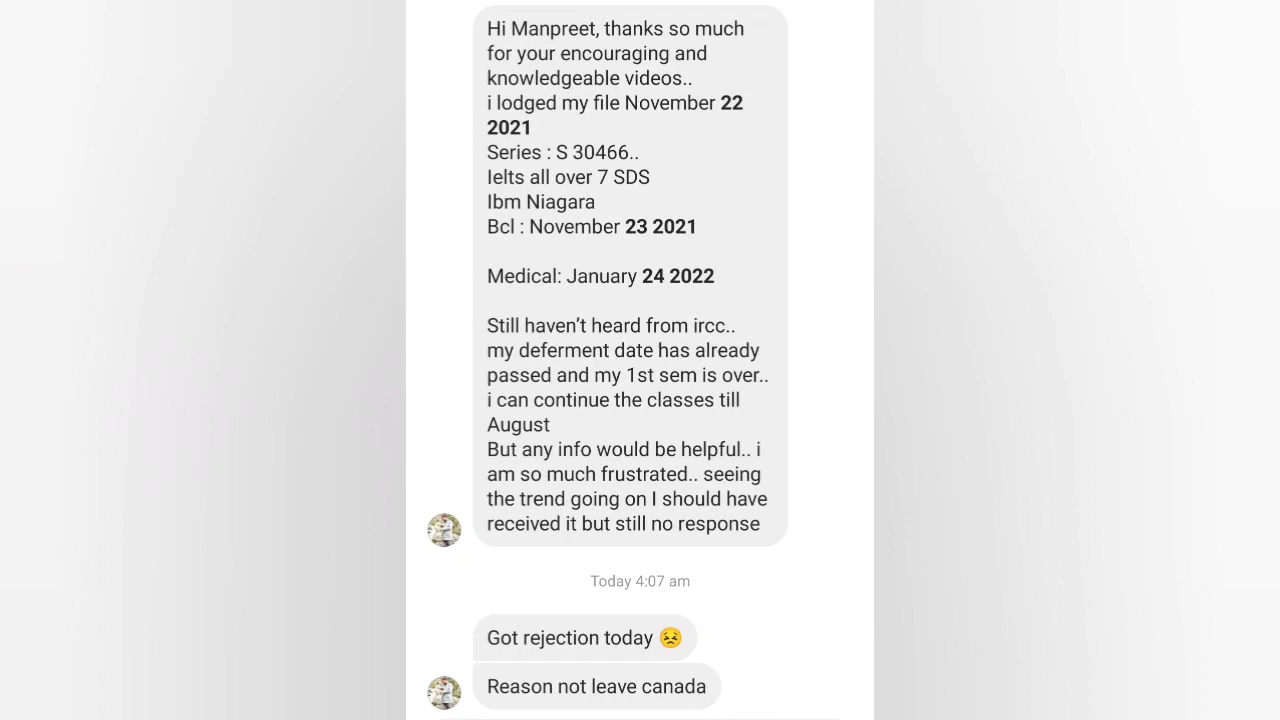 Hi Manpreet, thanks so much
for your encouraging and
knowledgeable videos..
i lodged my file November 22
2021
Series : S 30466..
Ielts all over 7 SDS
Ibm Niagara
Bcl : November 23 2021
Medical: January 24 2022
Still haven’t heard from ircc..
my deferment date has already
passed and my 1st sem is over..
i can continue the classes till
August
But any info would be helpful.. i
am so much frustrated.. seeing
the trend going on I should have
received it but still no response
Today 4:07 am
Got rejection today 😣
Reason not leave canada